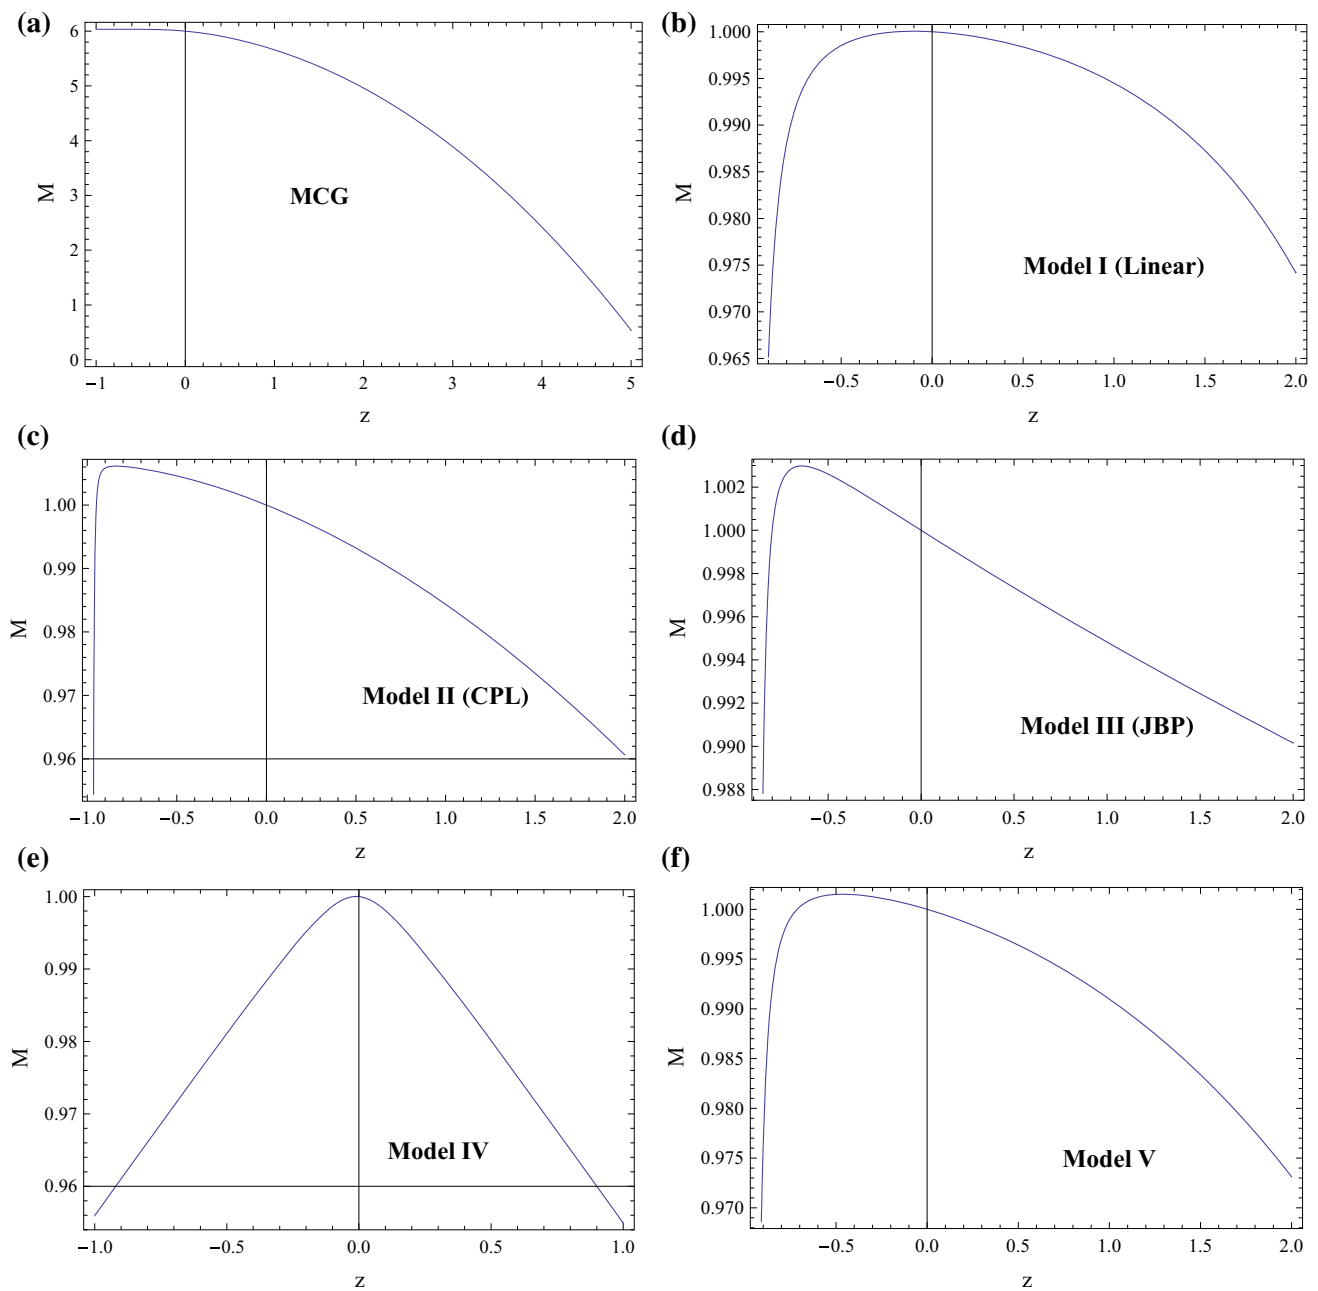 (a)
6
5
4
3
2
1
0
M
MCG
−1 0 1 2 3 4 5
z
(b)
1.000
0.995
0.990
0.985
0.980
0.975
0.970
0.965
M
Model I (Linear)
−0.5 0.0 0.5 1.0 1.5 2.0
z
(c)
1.00
0.99
0.98
0.97
0.96
M
Model II (CPL)
−1.0 −0.5 0.0 0.5 1.0 1.5 2.0
z
(d)
1.002
1.000
0.998
0.996
0.994
0.992
0.990
0.988
M
Model III (JBP)
−0.5 0.0 0.5 1.0 1.5 2.0
z
(e)
1.00
0.99
0.98
0.97
0.96
M
Model IV
−1.0 −0.5 0.0 0.5 1.0
z
(f)
1.000
0.995
0.990
0.985
0.980
0.975
0.970
M
Model V
−0.5 0.0 0.5 1.0 1.5 2.0
z